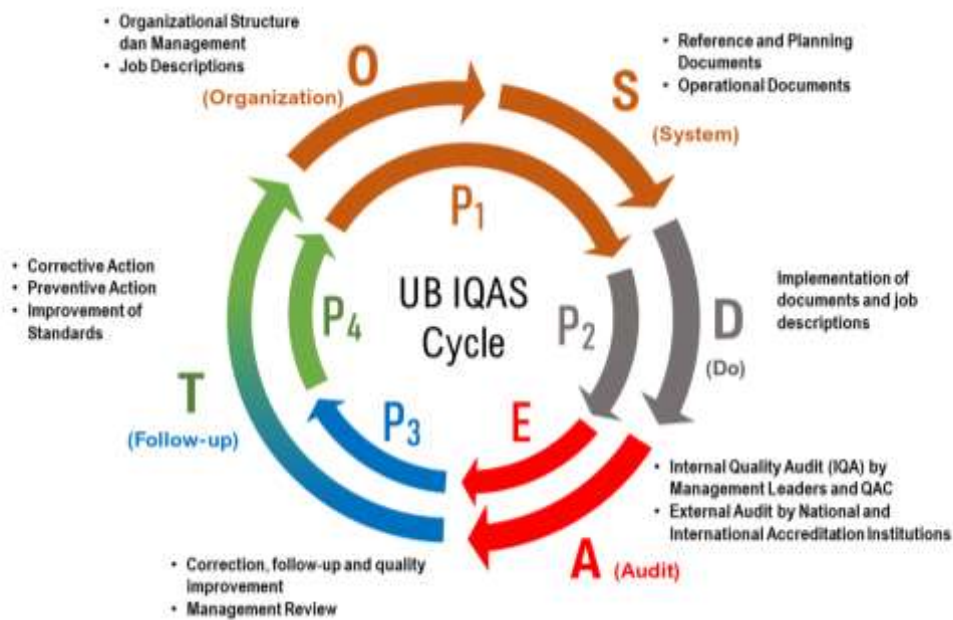 • Organizational Structure
dan Management
• Job Descriptions
O
(Organization)
• Reference and Planning
Documents
• Operational Documents
S
(System)
P1
UB IQAS
Cycle
P2
Implementation of
documents and job
descriptions
D
(Do)
• Corrective Action
• Preventive Action
• Improvement of
Standards
P4
T
(Follow-up)
P3
E
• Internal Quality Audit (IQA) by
Management Leaders and QAC
• External Audit by National and
International Accreditation Institutions
A (Audit)
• Correction, follow-up and quality
improvement
• Management Review